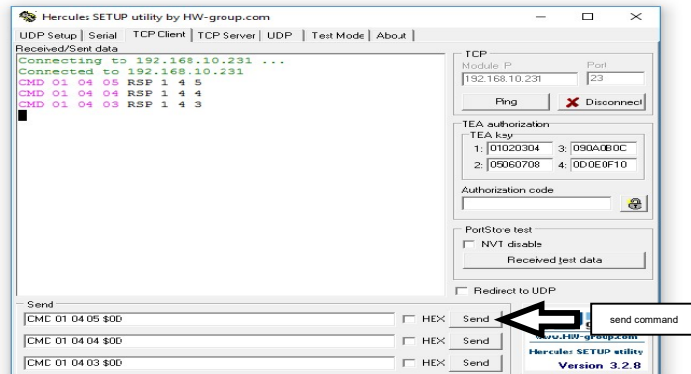 Hercules SETUP utility by HW-group.com
UDP Setup Serial TCP Client TCP Server UDP Test Mode About
Received/Sent data
Connecting to 192.168.10.231 ...
Connected to 192.168.10.231
CMD 01 04 05 RSP 1 4 5
CMD 01 04 04 RSP 1 4 4
CMD 01 04 03 RSP 1 4 3
TCP
Module IP Port
192.168.10.231 23
Ping Disconnect
TEA authorization
TEA key
1: 01020304 3: 090A0B0C
2: 05060708 4: 0D0E0F10
Authorization code
PortStore test
NVT disable
Received test data
Redirect to UDP
Send
CMD 01 04 05 $0D HEX Send
send command
CMD 01 04 04 $0D HEX Send
www.HW-group.com
Hercules SETUP utility
CMD 01 04 03 $0D HEX Send
Version 3.2.8